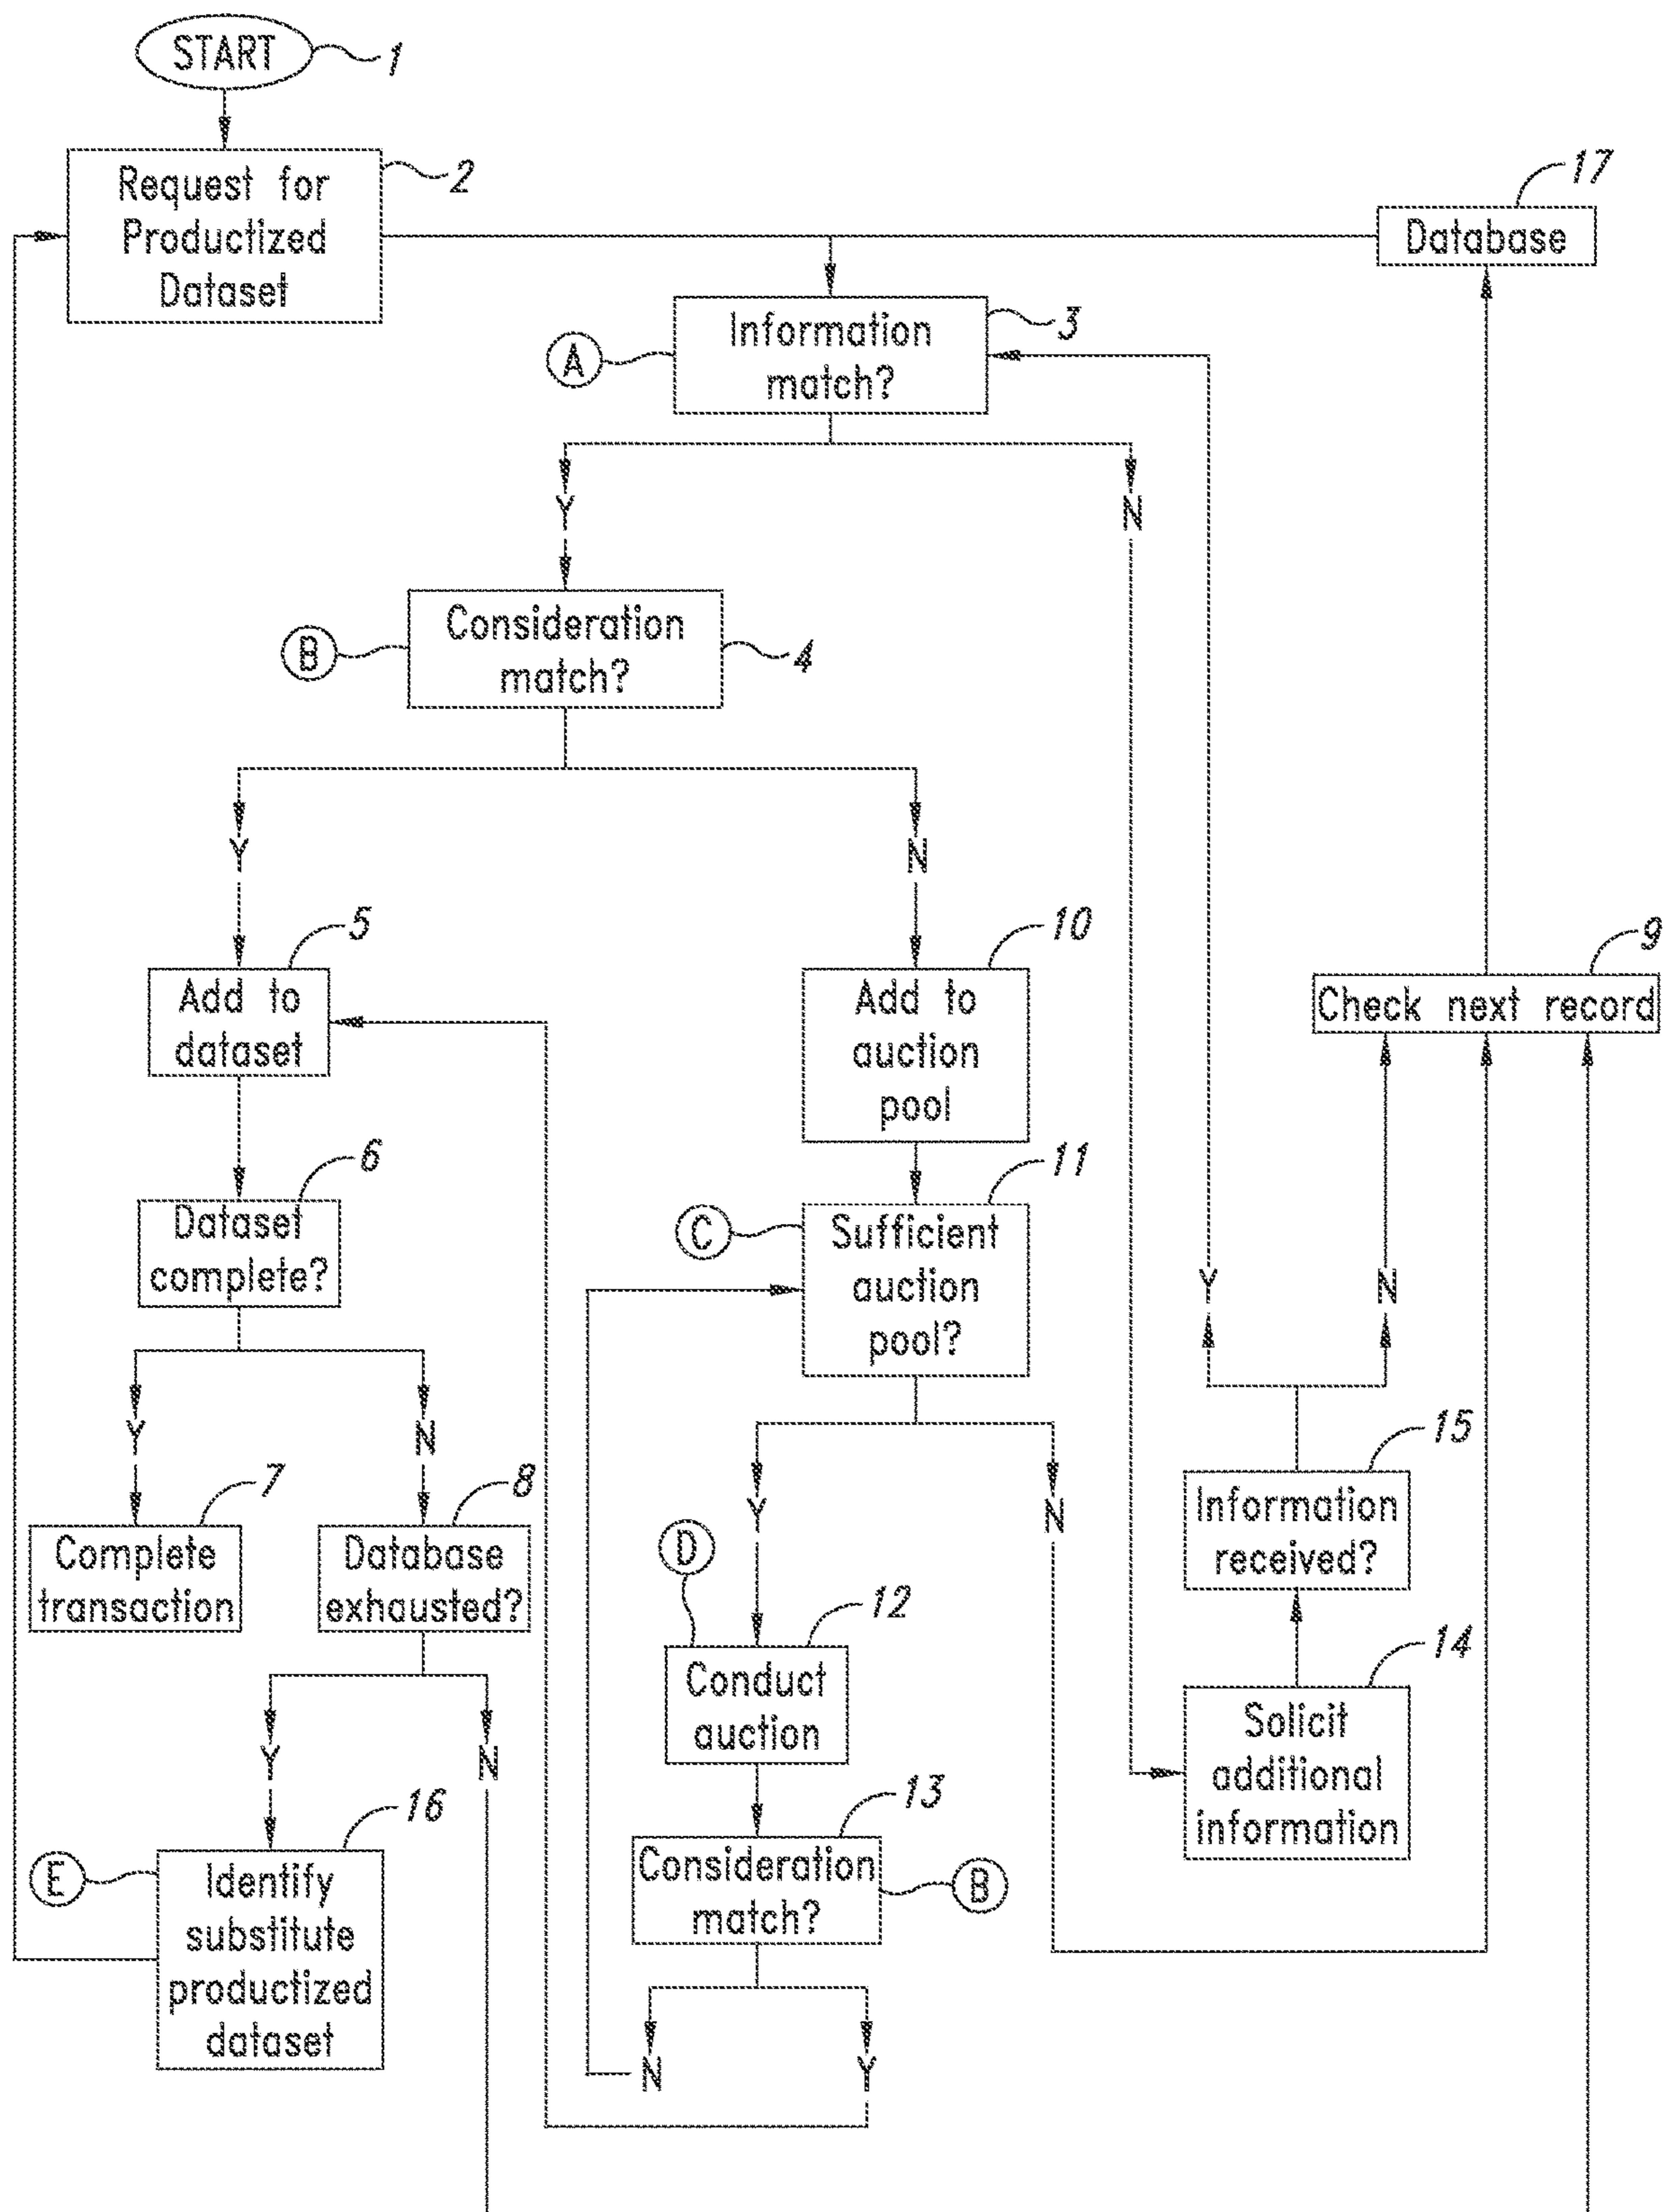 START
1
Request for
Productized
Dataset
2
17
Database
Information
match?
3
A
Y
N
Consideration
match?
B
4
Y
N
5
Add to
dataset
10
Add to
auction
pool
9
Check next record
6
Dataset
complete?
11
C
Sufficient
auction
pool?
Y
N
Y
N
7
Complete
transaction
8
Database
exhausted?
Y
N
15
Information
received?
D
12
Conduct
auction
14
Solicit
additional
information
Y
N
16
E
Identify
substitute
productized
dataset
13
Consideration
match?
B
N
Y